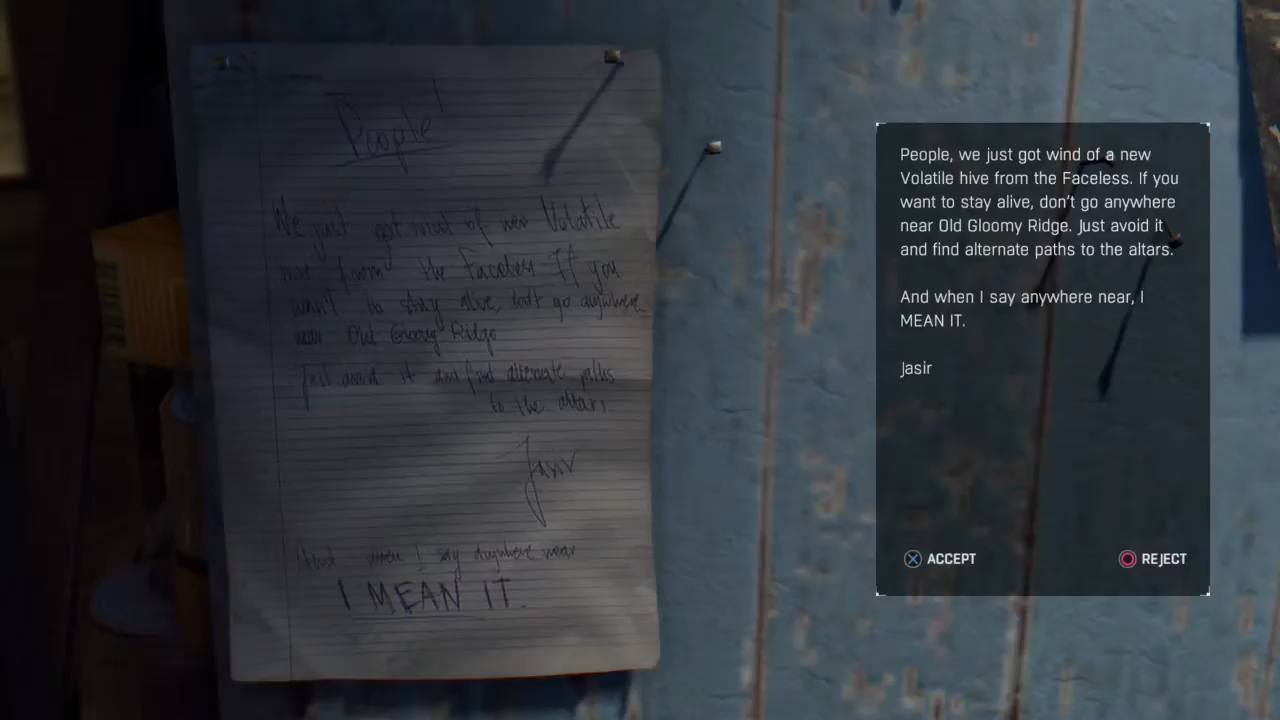 People!
We just got wind of new Volatile
hive from the Faceless. If you
want to stay alive, don't go anywhere
near Old Gloomy Ridge
Just avoid it and find alternate paths
to the altars
Jasir
And when I say anywhere near
I MEAN IT.
People, we just got wind of a new
Volatile hive from the Faceless. If you
want to stay alive, don't go anywhere
near Old Gloomy Ridge. Just avoid it
and find alternate paths to the altars.
And when I say anywhere near, I
MEAN IT.
Jasir
ACCEPT
REJECT